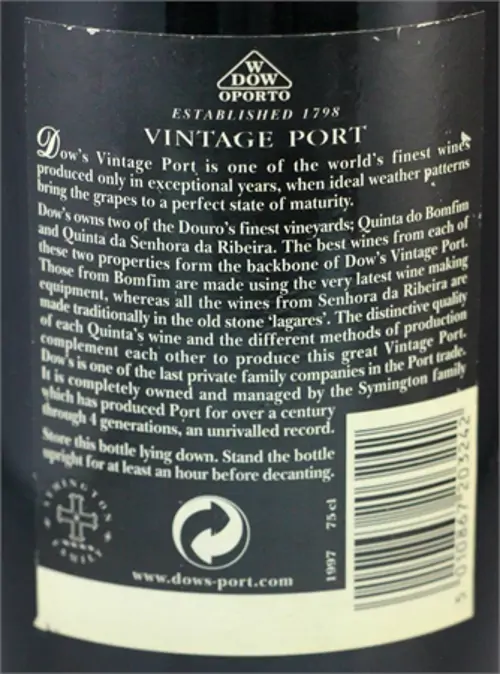 W
DOW
OPORTO
ESTABLISHED 1798
VINTAGE PORT
Dow's Vintage Port is one of the world's finest wines
produced only in exceptional years, when ideal weather patterns
bring the grapes to a perfect state of maturity.
Dow's owns two of the Douro's finest vineyards; Quinta do Bomfim
and Quinta da Senhora da Ribeira. The best wines from each of
these two properties form the backbone of Dow's Vintage Port.
Those from Bomfim are made using the very latest wine making
equipment, whereas all the wines from Senhora da Ribeira are
made traditionally in the old stone 'lagares'. The distinctive quality
of each Quinta's wine and the different methods of production
complement each other to produce this great Vintage Port.
Dow's is one of the last private family companies in the Port trade.
It is completely owned and managed by the Symington family
which has produced Port for over a century
through 4 generations, an unrivalled record.
Store this bottle lying down. Stand the bottle
upright for at least an hour before decanting.
SYMINGTON
FAMILY
www.dows-port.com
1997 75 cl
5 010867 203242